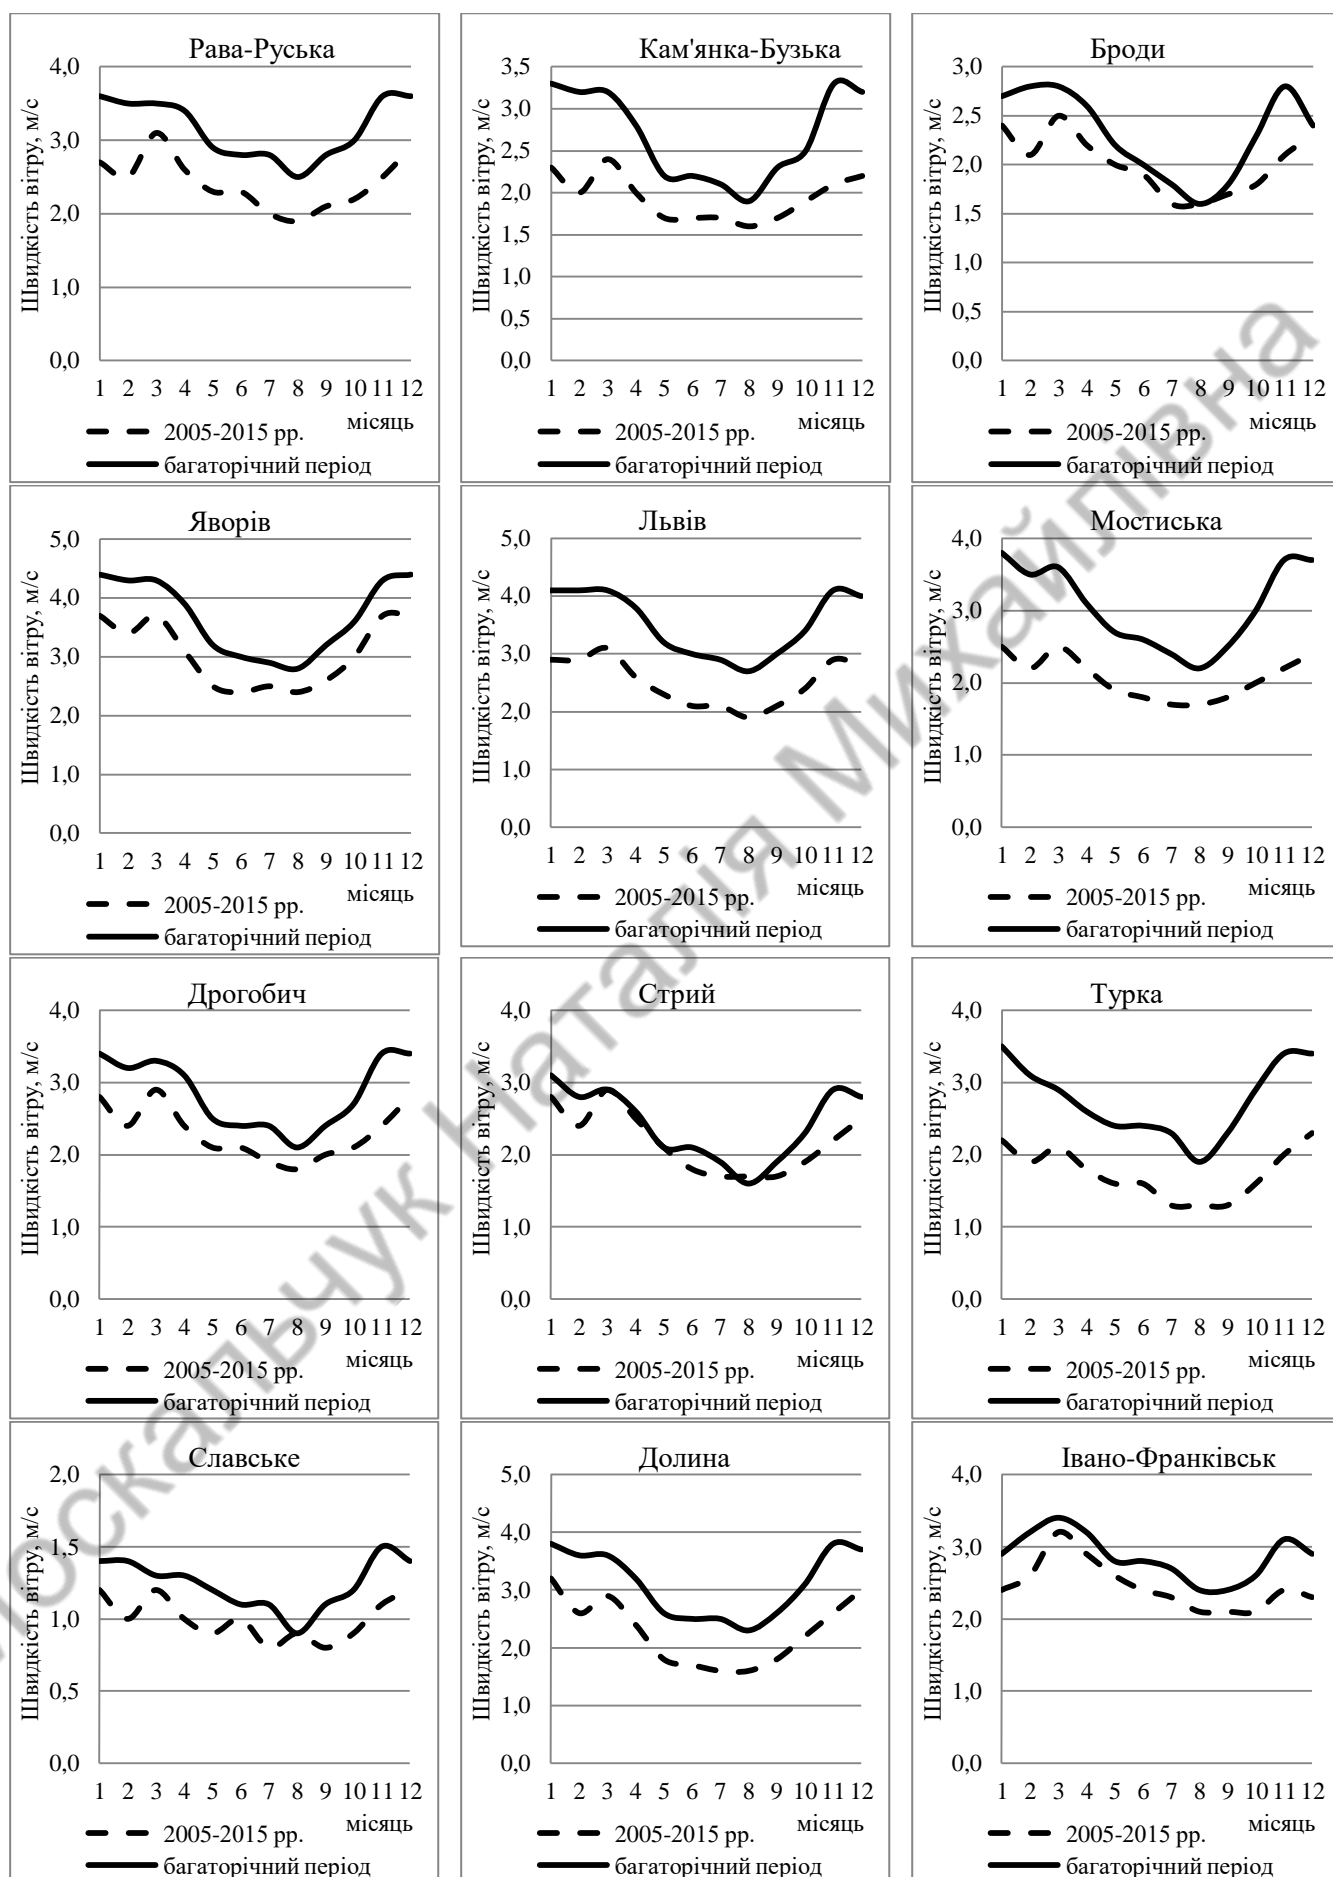 Рава-Руська
Швидкість вітру, м/с
4,0
3,0
2,0
1,0
0,0
1 2 3 4 5 6 7 8 9 10 11 12
місяць
2005-2015 рр.
багаторічний період
Кам'янка-Бузька
Швидкість вітру, м/с
3,5
3,0
2,5
2,0
1,5
1,0
0,5
0,0
1 2 3 4 5 6 7 8 9 10 11 12
місяць
2005-2015 рр.
багаторічний період
Броди
Швидкість вітру, м/с
3,0
2,5
2,0
1,5
1,0
0,5
0,0
1 2 3 4 5 6 7 8 9 10 11 12
місяць
2005-2015 рр.
багаторічний період
Яворів
Швидкість вітру, м/с
5,0
4,0
3,0
2,0
1,0
0,0
1 2 3 4 5 6 7 8 9 10 11 12
місяць
2005-2015 рр.
багаторічний період
Львів
Швидкість вітру, м/с
5,0
4,0
3,0
2,0
1,0
0,0
1 2 3 4 5 6 7 8 9 10 11 12
місяць
2005-2015 рр.
багаторічний період
Мостиська
Швидкість вітру, м/с
4,0
3,0
2,0
1,0
0,0
1 2 3 4 5 6 7 8 9 10 11 12
місяць
2005-2015 рр.
багаторічний період
Дрогобич
Швидкість вітру, м/с
4,0
3,0
2,0
1,0
0,0
1 2 3 4 5 6 7 8 9 10 11 12
місяць
2005-2015 рр.
багаторічний період
Стрий
Швидкість вітру, м/с
4,0
3,0
2,0
1,0
0,0
1 2 3 4 5 6 7 8 9 10 11 12
місяць
2005-2015 рр.
багаторічний період
Турка
Швидкість вітру, м/с
4,0
3,0
2,0
1,0
0,0
1 2 3 4 5 6 7 8 9 10 11 12
місяць
2005-2015 рр.
багаторічний період
Славське
Швидкість вітру, м/с
2,0
1,5
1,0
0,5
0,0
1 2 3 4 5 6 7 8 9 10 11 12
місяць
2005-2015 рр.
багаторічний період
Долина
Швидкість вітру, м/с
5,0
4,0
3,0
2,0
1,0
0,0
1 2 3 4 5 6 7 8 9 10 11 12
місяць
2005-2015 рр.
багаторічний період
Івано-Франківськ
Швидкість вітру, м/с
4,0
3,0
2,0
1,0
0,0
1 2 3 4 5 6 7 8 9 10 11 12
місяць
2005-2015 рр.
багаторічний період
Москальчук Наталія Михайлівна